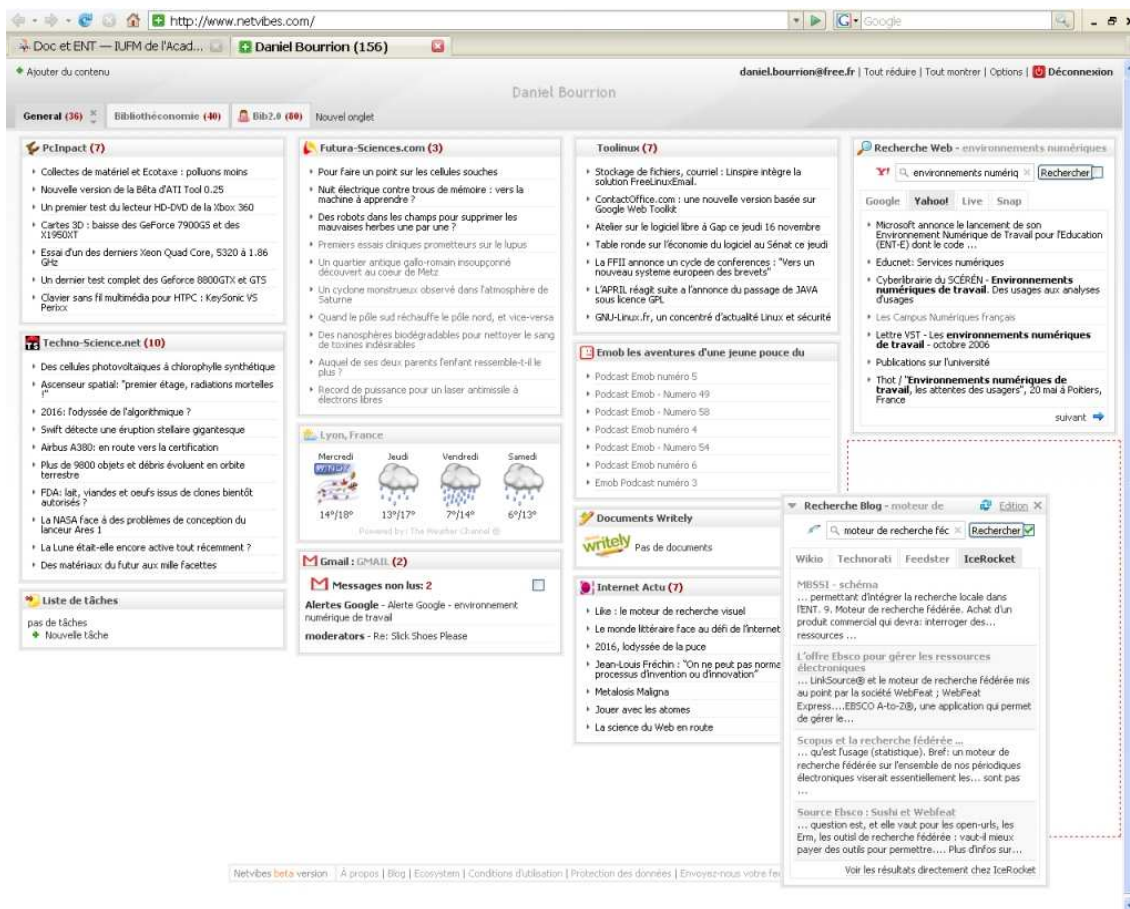 http://www.netvibes.com/
Google
Doc et ENT — IUFM de l'Acad...
Daniel Bourrion (156)
Ajouter du contenu
daniel.bourrion@free.fr | Tout réduire | Tout montrer | Options | Déconnexion
Daniel Bourrion
General (36)
Bibliothéconomie (40)
Bib2.0 (80)
Nouvel onglet
PcInpact (7)
Collectes de matériel et Ecotaxe : polluons moins
Nouvelle version de la Bêta d'ATI Tool 0.25
Un premier test du lecteur HD-DVD de la Xbox 360
Cartes 3D : baisse des GeForce 7900GS et des
X1950XT
Essai d'un des derniers Xeon Quad Core, 5320 à 1.86
GHz
Un dernier test complet des Geforce 8800GTX et GTS
Clavier sans fil multimédia pour HTPC : KeySonic VS
Perixx
Techno-Science.net (10)
Des cellules photovoltaïques à chlorophylle synthétique
Ascenseur spatial: "premier étage, radiations mortelles
!"
2016: l'odyssée de l'algorithmique ?
Swift détecte une éruption stellaire gigantesque
Airbus A380: en route vers la certification
Plus de 9800 objets et débris évoluent en orbite
terrestre
FDA: lait, viandes et oeufs issus de clones bientôt
autorisés ?
La NASA face à des problèmes de conception du
lanceur Ares 1
La Lune était-elle encore active tout récemment ?
Des matériaux du futur aux mille facettes
Liste de tâches
pas de tâches
Nouvelle tâche
Futura-Sciences.com (3)
Pour faire un point sur les cellules souches
Nuit électrique contre trous de mémoire : vers la
machine à apprendre ?
Des robots dans les champs pour supprimer les
mauvaises herbes une par une ?
Premiers essais cliniques prometteurs sur le lupus
Un quartier antique gallo-romain insoupçonné
découvert au coeur de Metz
Un cyclone monstrueux observé dans l'atmosphère de
Saturne
Quand le pôle sud réchauffe le pôle nord, et vice-versa
Des nanosphères biodégradables pour nettoyer le sang
de toxines indésirables
Auquel de ses deux parents l'enfant ressemble-t-il le
plus ?
Record de puissance pour un laser antimissile à
électrons libres
Lyon, France
Mercredi Jeudi Vendredi Samedi
WINDY
14°/18° 13°/17° 7°/14° 6°/13°
Powered by: The Weather Channel ®
Gmail : GMAIL (2)
Messages non lus: 2
Alertes Google - Alerte Google - environnement
numérique de travail
moderators - Re: Slick Shoes Please
Toolinux (7)
Stockage de fichiers, courriel : Linspire intègre la
solution FreeLinuxEmail.
ContactOffice.com : une nouvelle version basée sur
Google Web Toolkit
Atelier sur le logiciel libre à Gap ce jeudi 16 novembre
Table ronde sur l'économie du logiciel au Sénat ce jeudi
La FFII annonce un cycle de conferences : "Vers un
nouveau systeme europeen des brevets"
L'APRIL réagit suite a l'annonce du passage de JAVA
sous licence GPL
GNU-Linux.fr, un concentré d'actualité Linux et sécurité
Emob les aventures d'une jeune pouce du
Podcast Emob numéro 5
Podcast Emob - Numero 49
Podcast Emob - Numero 58
Podcast Emob numéro 4
Podcast Emob - Numero 54
Podcast Emob numéro 6
Emob Podcast numéro 3
Documents Writely
writely Pas de documents
Internet Actu (7)
Like : le moteur de recherche visuel
Le monde littéraire face au défi de l'internet
2016, lodyssée de la puce
Jean-Louis Fréchin : "On ne peut pas norma
processus d'invention ou d'innovation"
Metalosis Maligna
Jouer avec les atomes
La science du Web en route
Recherche Web - environnements numériques
Y! environnements numériq Rechercher
Google Yahoo! Live Snap
Microsoft annonce le lancement de son
Environnement Numérique de Travail pour l'Education
(ENT-E) dont le code ...
Educnet: Services numériques
Cyberlibrairie du SCÉRÉN - Environnements
numériques de travail. Des usages aux analyses
d'usages
Les Campus Numériques français
Lettre VST - Les environnements numériques
de travail - octobre 2006
Publications sur l'université
Thot / "Environnements numériques de
travail, les attentes des usagers", 20 mai à Poitiers,
France
suivant
Recherche Blog - moteur de
Edition
moteur de recherche féc Rechercher
Wikio Technorati Feedster IceRocket
MBSSI - schéma
... permettant d'intégrer la recherche locale dans
l'ENT. 9. Moteur de recherche fédérée. Achat d'un
produit commercial qui devra: interroger des...
ressources ...
L'offre Ebsco pour gérer les ressources
électroniques
... LinkSource® et le moteur de recherche fédérée mis
au point par la société WebFeat ; WebFeat
Express....EBSCO A-to-Z®, une application qui permet
de gérer le...
Scopus et la recherche fédérée ...
... qu'est l'usage (statistique). Bref: un moteur de
recherche fédérée sur l'ensemble de nos périodiques
électroniques viserait essentiellement les... sont pas
...
Source Ebsco : Sushi et Webfeat
... question est, et elle vaut pour les open-urls, les
Erm, les outisl de recherche fédérée : vaut-il mieux
payer des outils pour permettre.... Plus d'infos sur...
Voir les résultats directement chez IceRocket
Netvibes beta version | À propos | Blog | Ecosystem | Conditions d'utilisation | Protection des données | Envoyez-nous votre fee